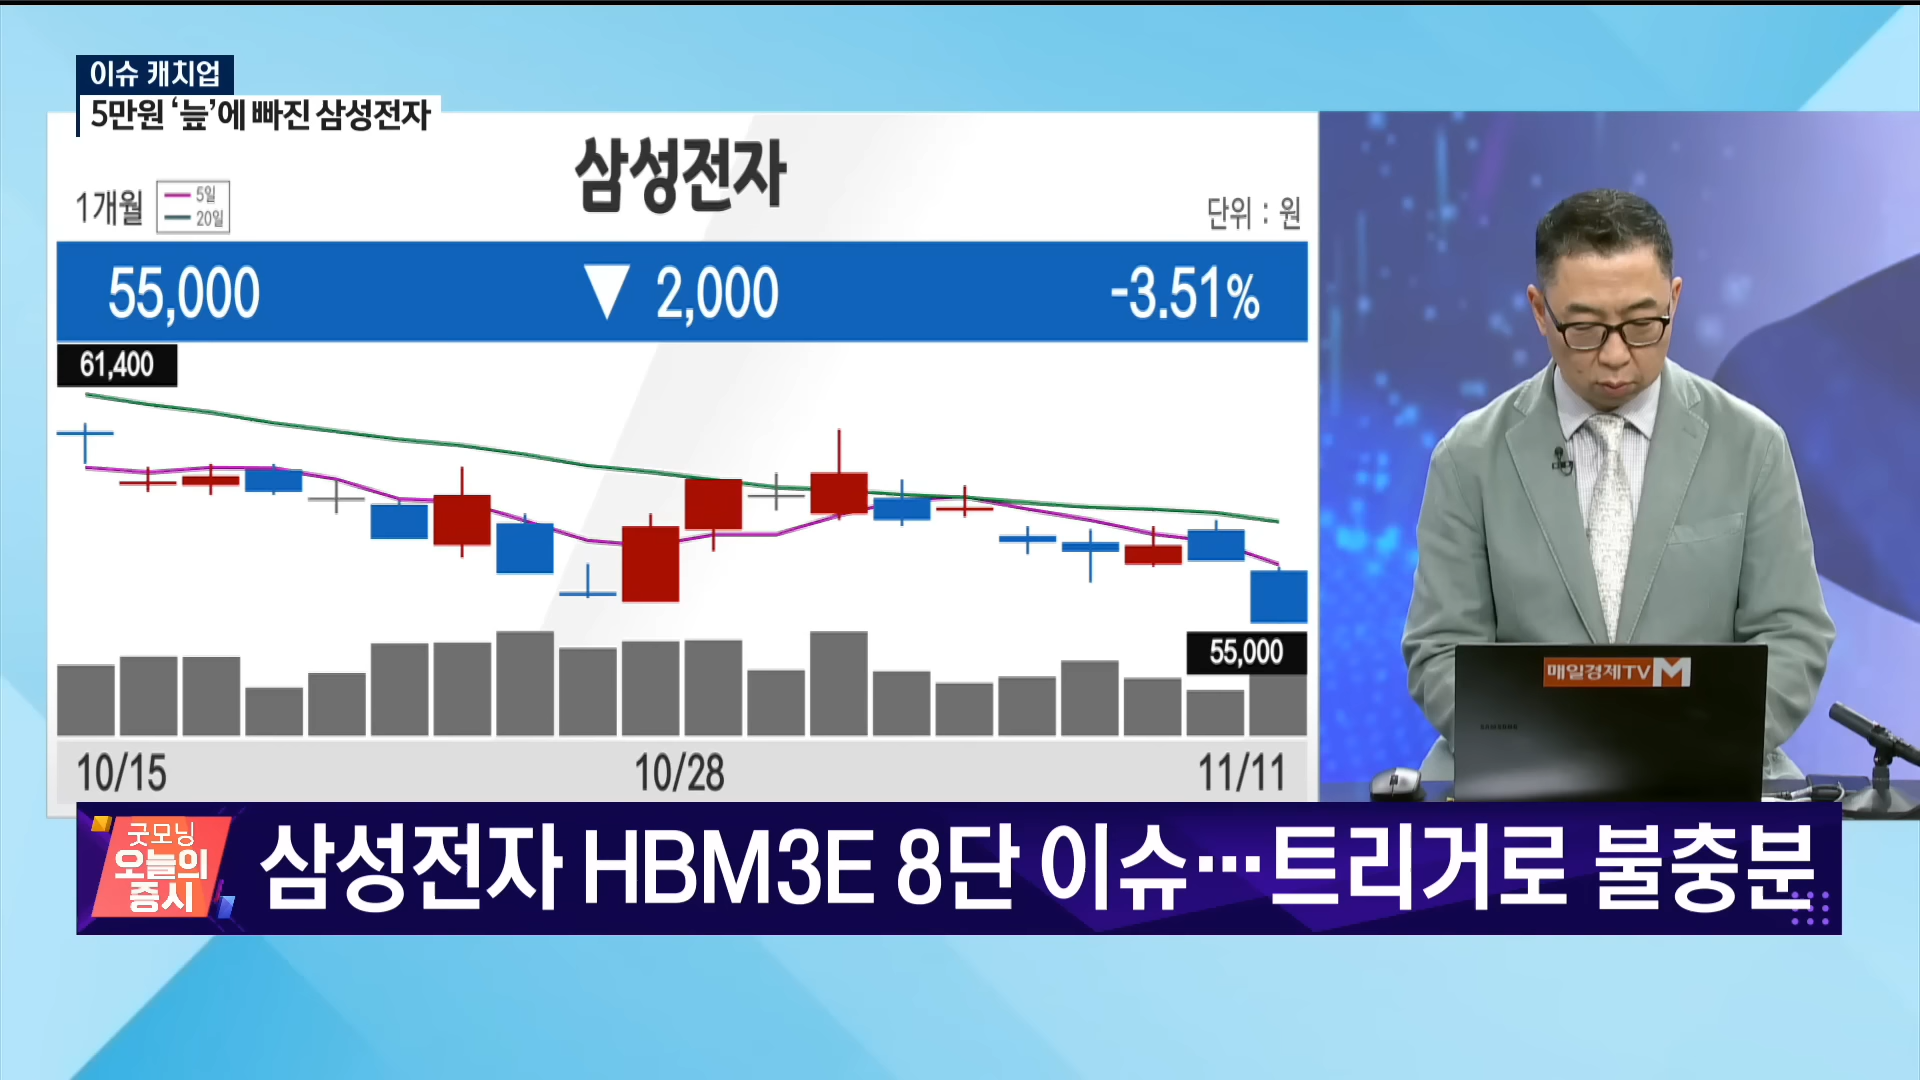 이슈 캐치업
5만원 ‘늪’에 빠진 삼성전자
삼성전자
1개월
5일
20일
단위 : 원
55,000 ▼ 2,000 -3.51%
61,400
55,000
10/15 10/28 11/11
매일경제TV M
SAMSUNG
굿모닝
오늘의
증시
삼성전자 HBM3E 8단 이슈…트리거로 불충분